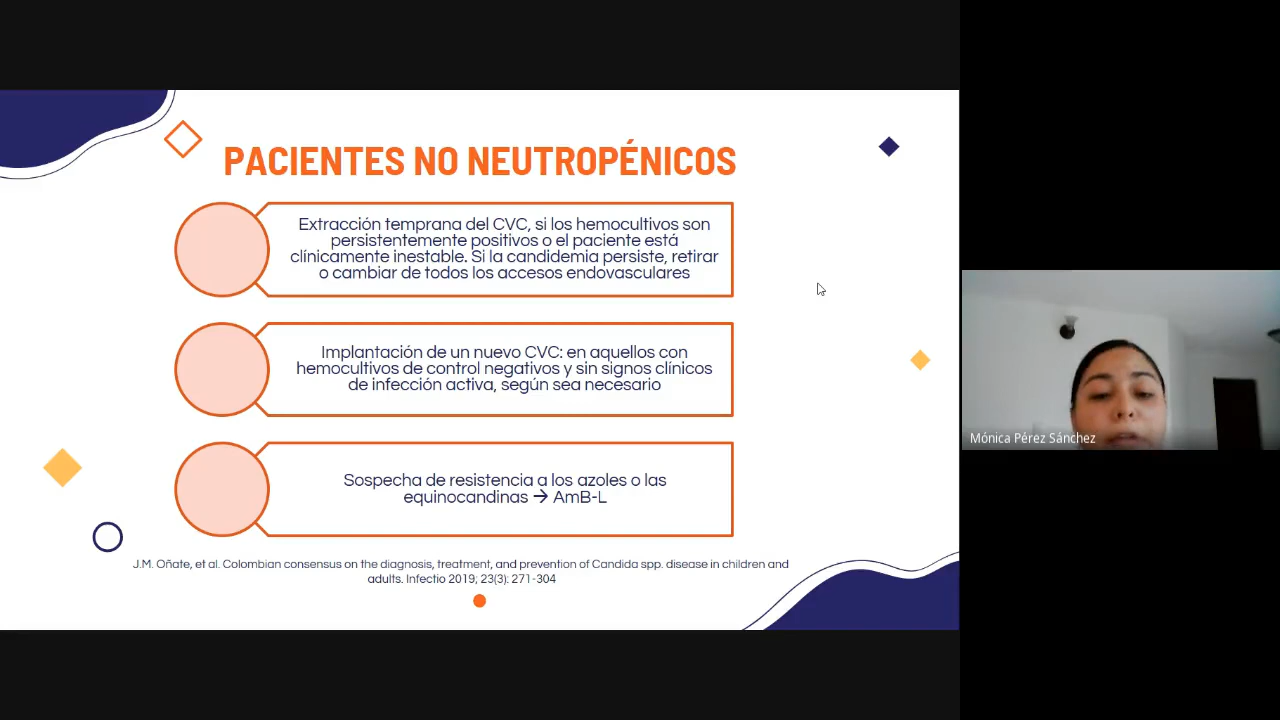 PACIENTES NO NEUTROPÉNICOS
Extracción temprana del CVC, si los hemocultivos son
persistentemente positivos o el paciente está
clínicamente inestable. Si la candidemia persiste, retirar
o cambiar de todos los accesos endovasculares
Implantación de un nuevo CVC: en aquellos con
hemocultivos de control negativos y sin signos clínicos
de infección activa, según sea necesario
Sospecha de resistencia a los azoles o las
equinocandinas → AmB-L
J.M. Oñate, et al. Colombian consensus on the diagnosis, treatment, and prevention of Candida spp. disease in children and
adults. Infectio 2019; 23(3): 271-304
Mónica Pérez Sánchez